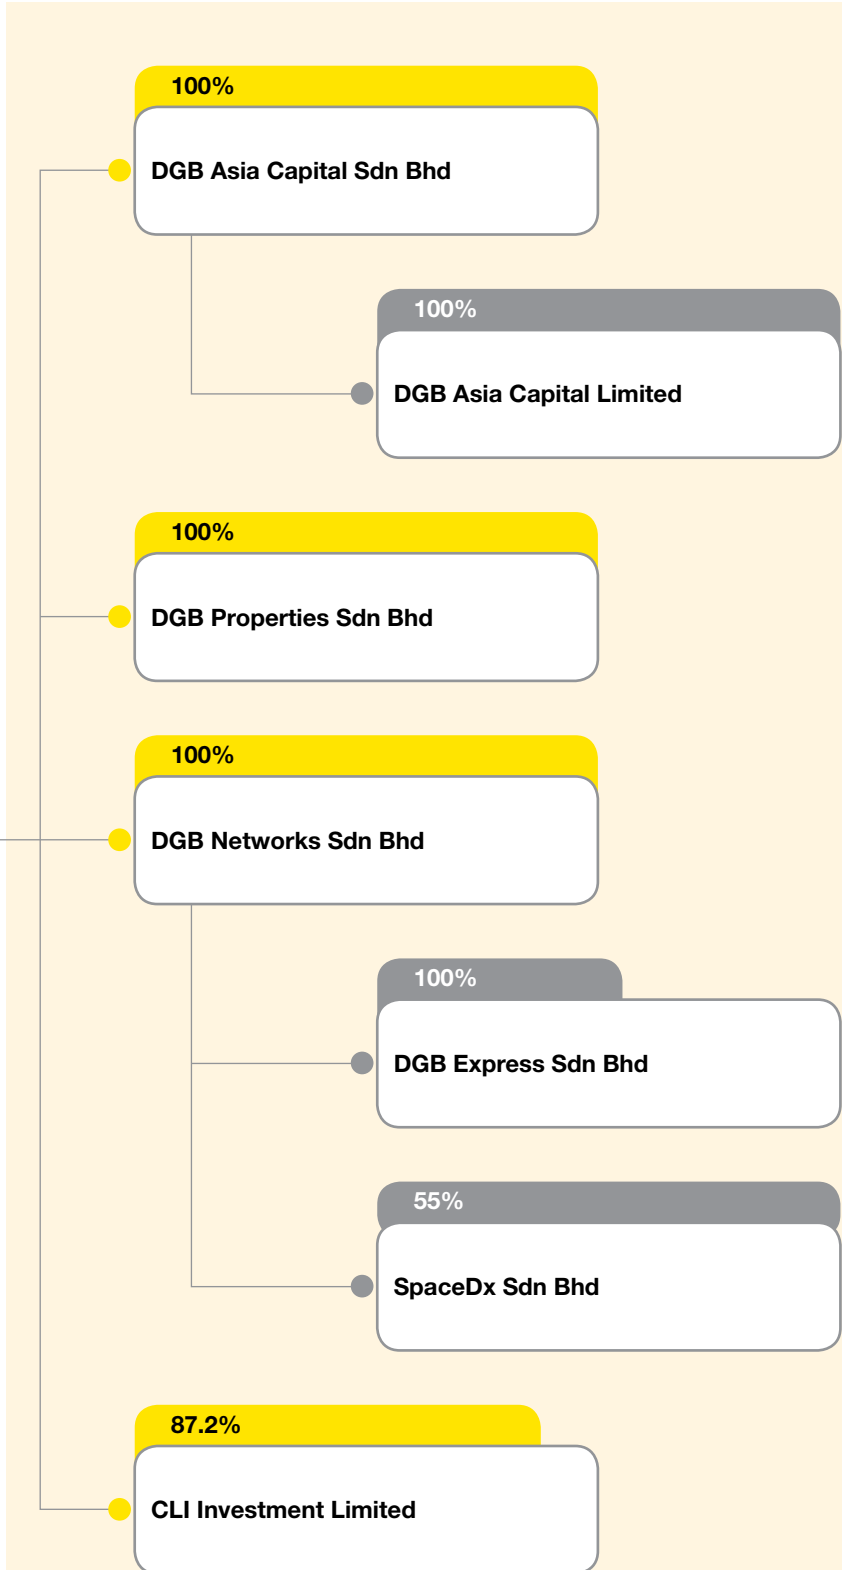 100%
DGB Asia Capital Sdn Bhd
100%
DGB Asia Capital Limited
100%
DGB Properties Sdn Bhd
100%
DGB Networks Sdn Bhd
100%
DGB Express Sdn Bhd
55%
SpaceDx Sdn Bhd
87.2%
CLI Investment Limited